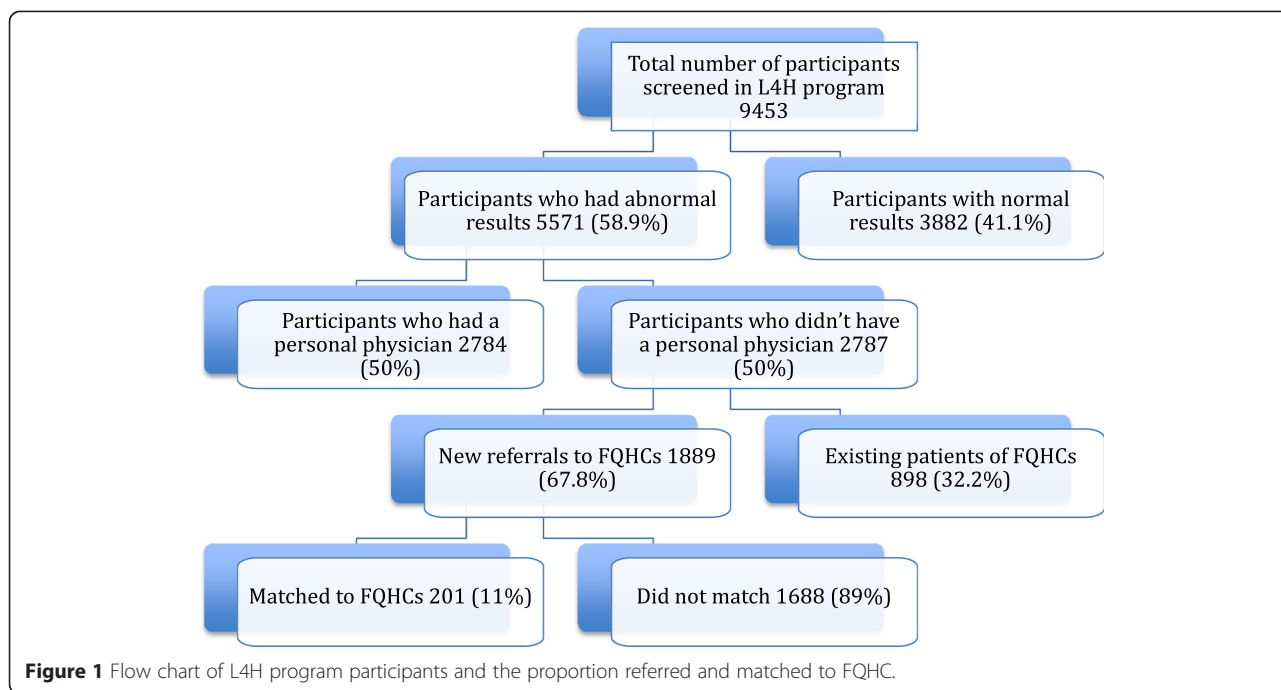 Total number of participants
screened in L4H program
9453
Participants who had abnormal
results 5571 (58.9%)
Participants with normal
results 3882 (41.1%)
Participants who had a
personal physician 2784
(50%)
Participants who didn’t have
a personal physician 2787
(50%)
New referrals to FQHCs 1889
(67.8%)
Existing patients of FQHCs
898 (32.2%)
Matched to FQHCs 201 (11%)
Did not match 1688 (89%)
Figure 1 Flow chart of L4H program participants and the proportion referred and matched to FQHC.